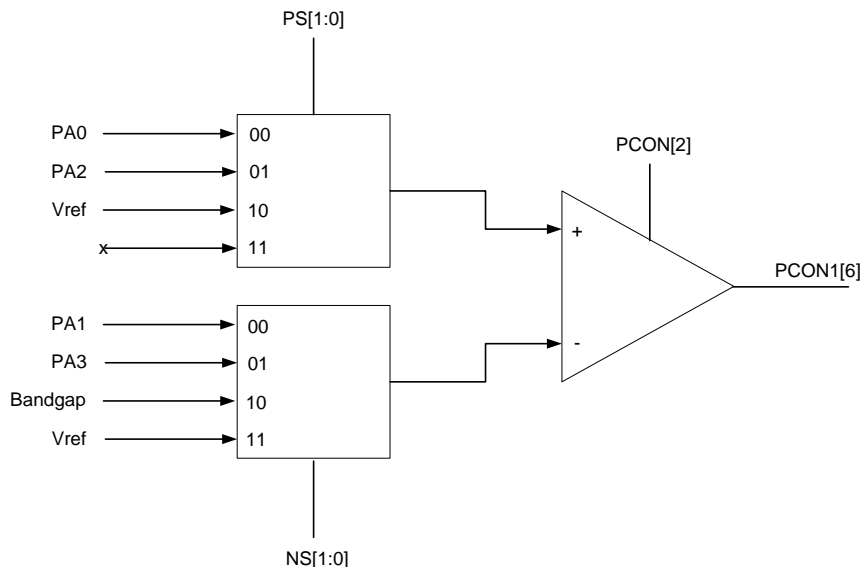 PS[1:0]
PA0
00
PA2
01
Vref
10
x
11
PCON[2]
+
-
PCON1[6]
PA1
00
PA3
01
Bandgap
10
Vref
11
NS[1:0]